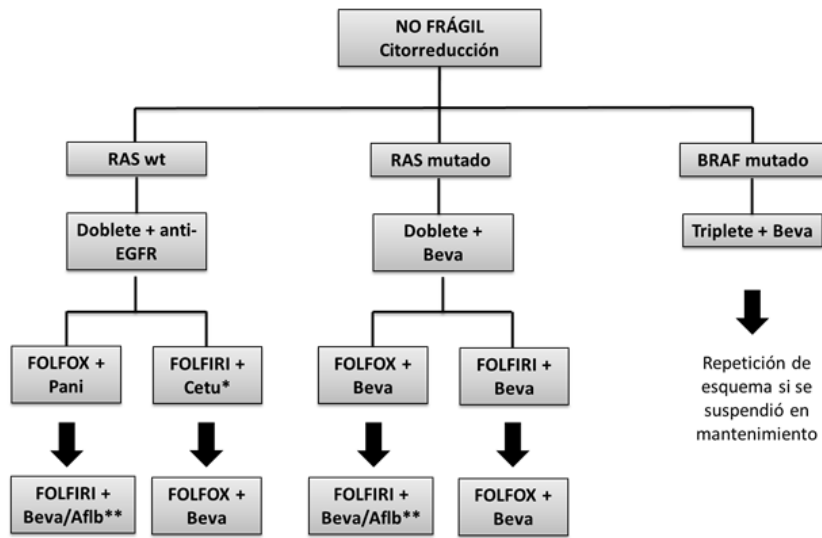 NO FRÁGIL
Citorreducción
RAS wt
RAS mutado
BRAF mutado
Doblete + anti-
EGFR
Doblete +
Beva
Triplete + Beva
FOLFOX +
Pani
FOLFIRI +
Cetu*
FOLFOX +
Beva
FOLFIRI +
Beva
Repetición de
esquema si se
suspendió en
mantenimiento
FOLFIRI +
Beva/Aflb**
FOLFOX +
Beva
FOLFIRI +
Beva/Aflb**
FOLFOX +
Beva